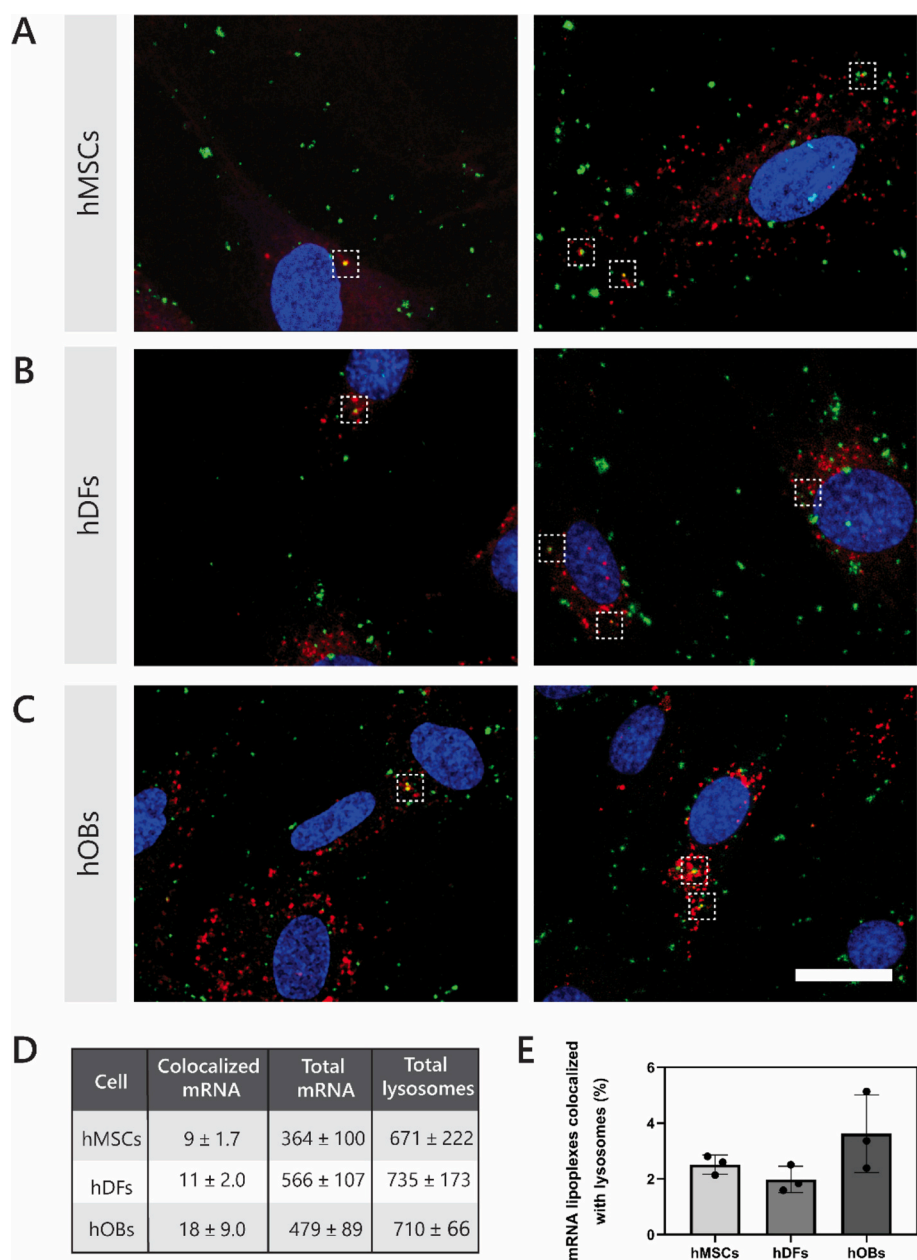 A
hMSCs
B
hDFs
C
hOBs
D
Cell
Colocalized
mRNA
Total
mRNA
Total
lysosomes
hMSCs
9 ± 1.7
364 ± 100
671 ± 222
hDFs
11 ± 2.0
566 ± 107
735 ± 173
hOBs
18 ± 9.0
479 ± 89
710 ± 66
E
mRNA lipoplexes colocalized
with lysosomes (%)
6
4
2
0
hMSCs
hDFs
hOBs